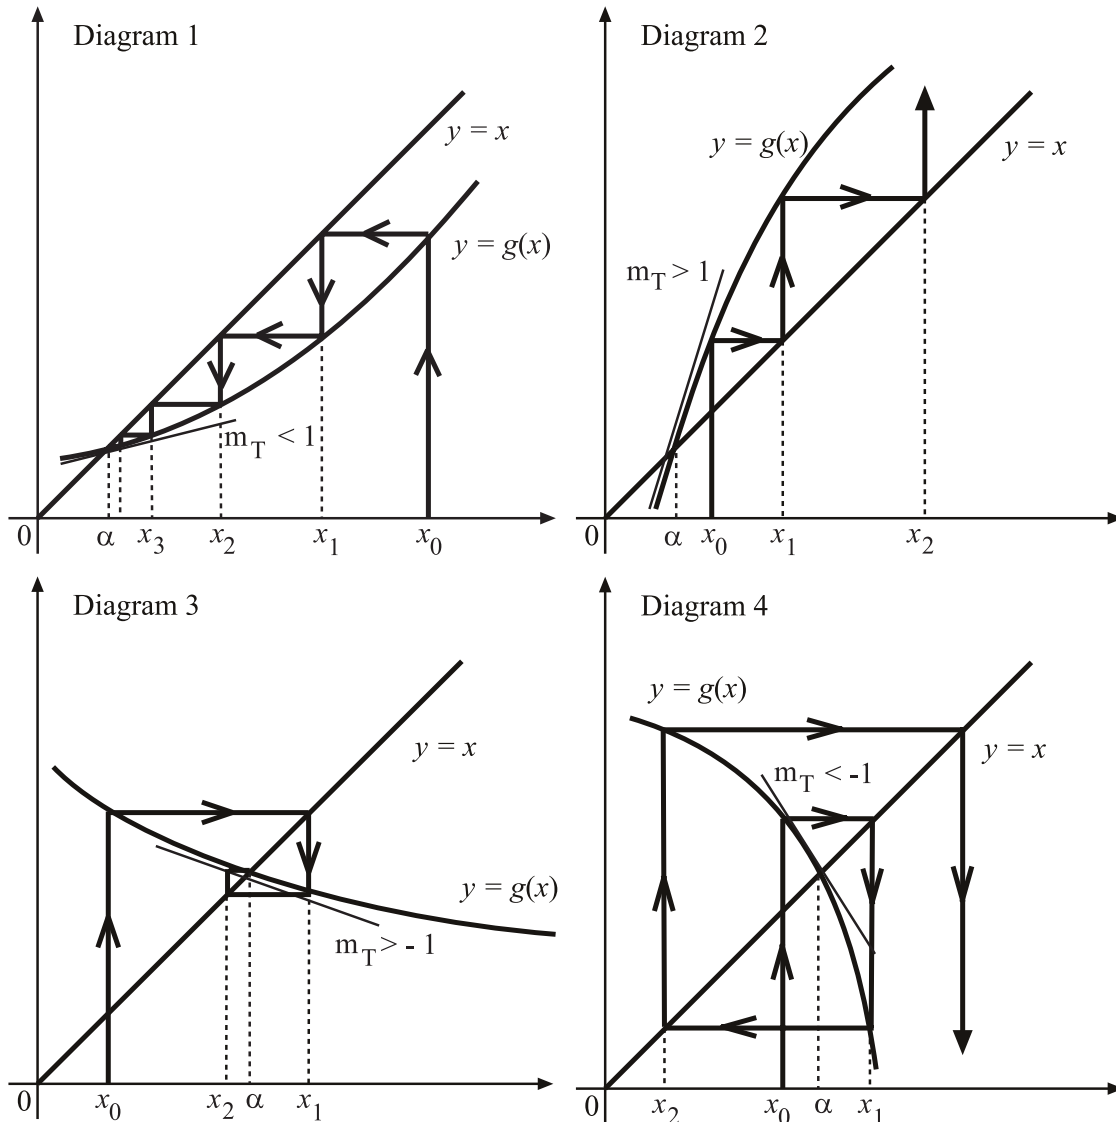 Diagram 1
y = x
y = g(x)
m_T < 1
0
α
x_3
x_2
x_1
x_0
Diagram 2
y = g(x)
y = x
m_T > 1
0
α
x_0
x_1
x_2
Diagram 3
y = x
y = g(x)
m_T > - 1
0
x_0
x_2
α
x_1
Diagram 4
y = g(x)
y = x
m_T < -1
0
x_2
x_0
α
x_1